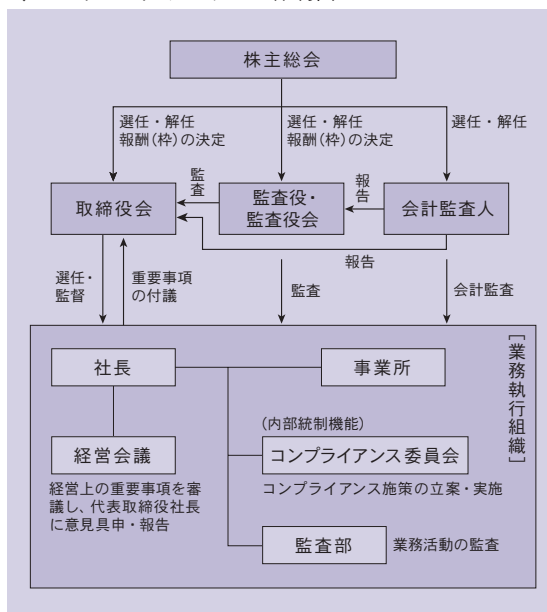 株主総会
選任・解任
報酬(枠)の決定
選任・解任
報酬(枠)の決定
選任・解任
監査
報告
取締役会
監査役・
監査役会
会計監査人
報告
選任・
監督
重要事項
の付議
監査
会計監査
[業務執行組織]
社長
事業所
(内部統制機能)
経営会議
コンプライアンス委員会
経営上の重要事項を審
議し、代表取締役社長
に意見具申・報告
コンプライアンス施策の立案・実施
監査部
業務活動の監査